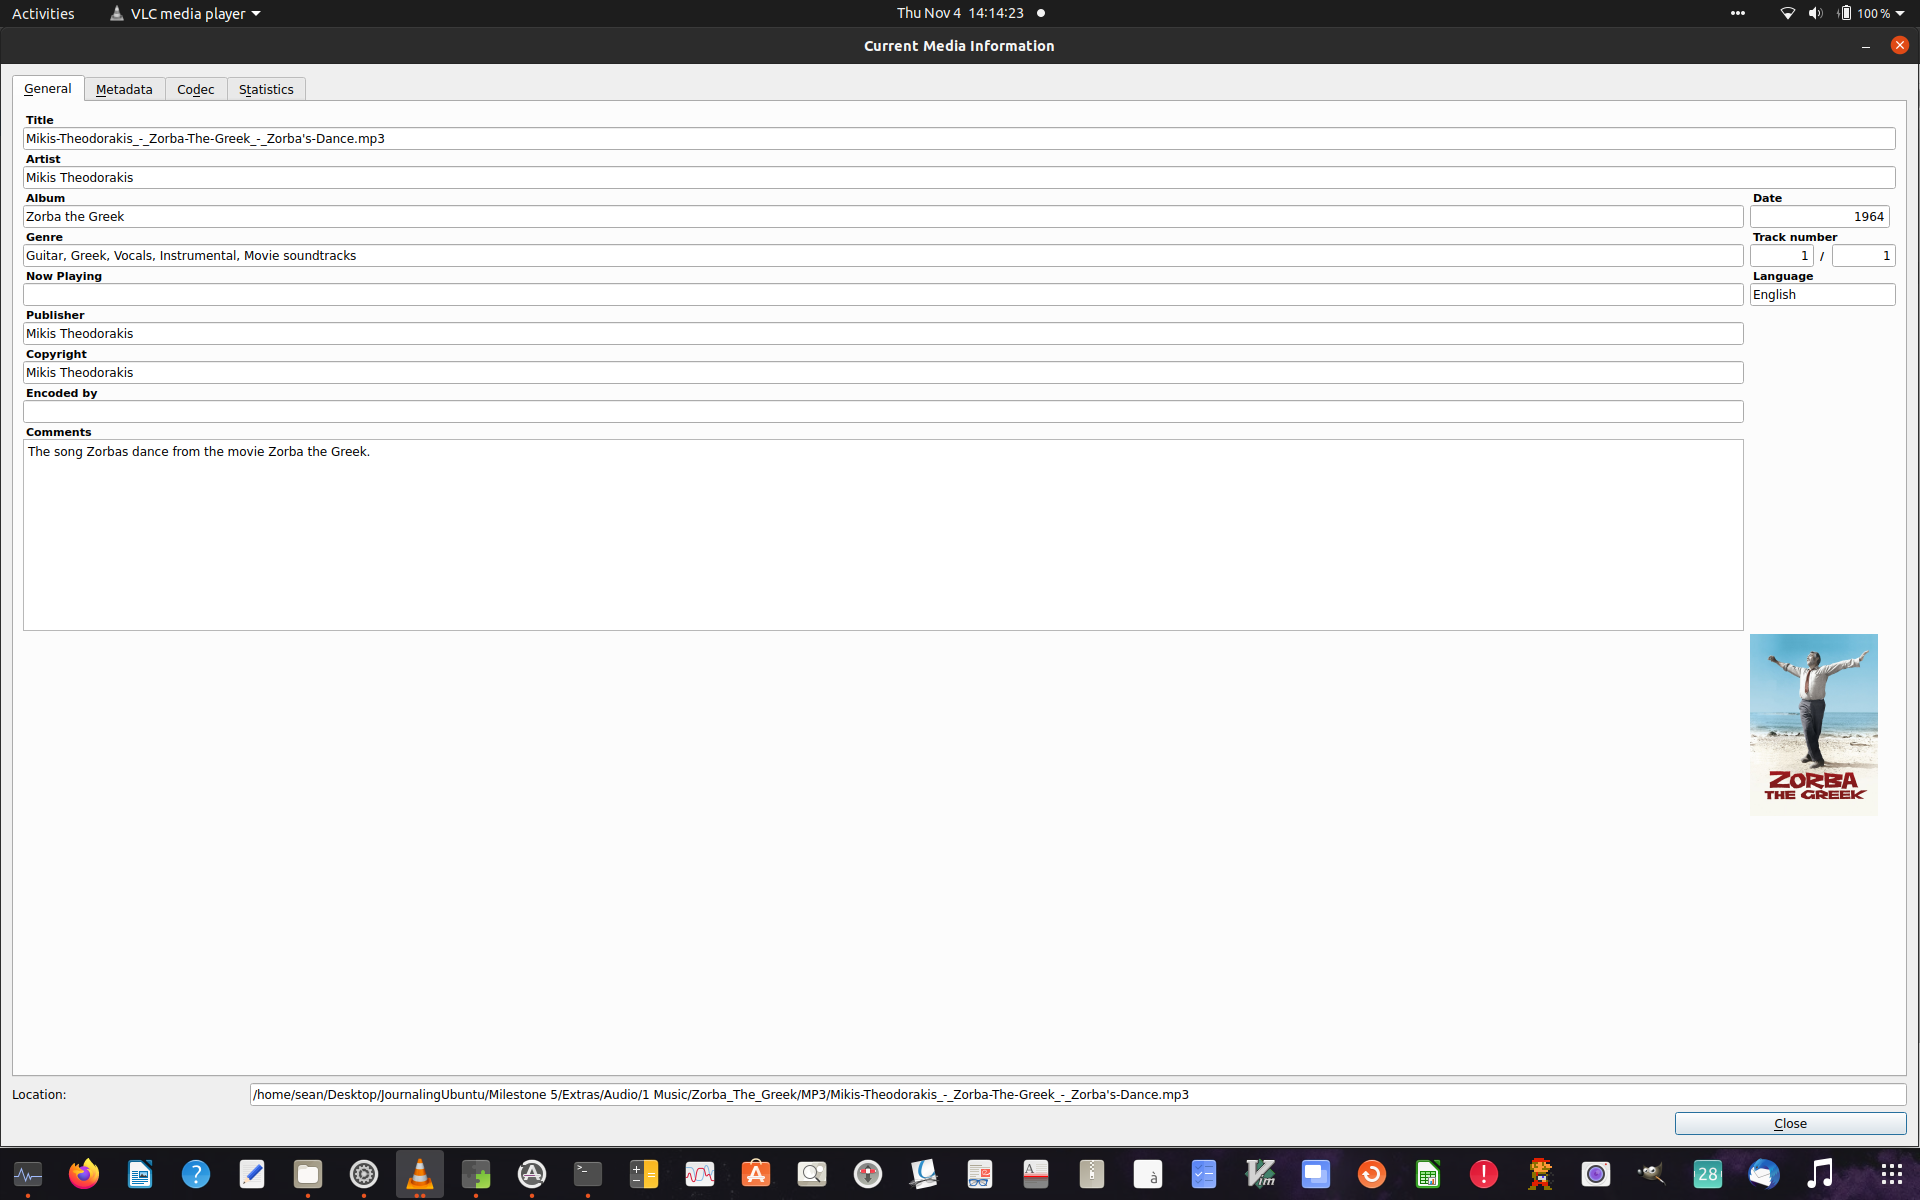 Activities VLC media player Thu Nov 4 14:14:23 100 %
Current Media Information
General Metadata Codec Statistics
Title
Mikis-Theodorakis_-_Zorba-The-Greek_-_Zorba's-Dance.mp3
Artist
Mikis Theodorakis
Album Date
Zorba the Greek 1964
Genre Track number
Guitar, Greek, Vocals, Instrumental, Movie soundtracks 1 / 1
Now Playing Language
English
Publisher
Mikis Theodorakis
Copyright
Mikis Theodorakis
Encoded by
Comments
The song Zorbas dance from the movie Zorba the Greek.
ZORBA
THE GREEK
Location: /home/sean/Desktop/JournalingUbuntu/Milestone 5/Extras/Audio/1 Music/Zorba_The_Greek/MP3/Mikis-Theodorakis_-_Zorba-The-Greek_-_Zorba's-Dance.mp3
Close
? >_ A à Vim ! 28